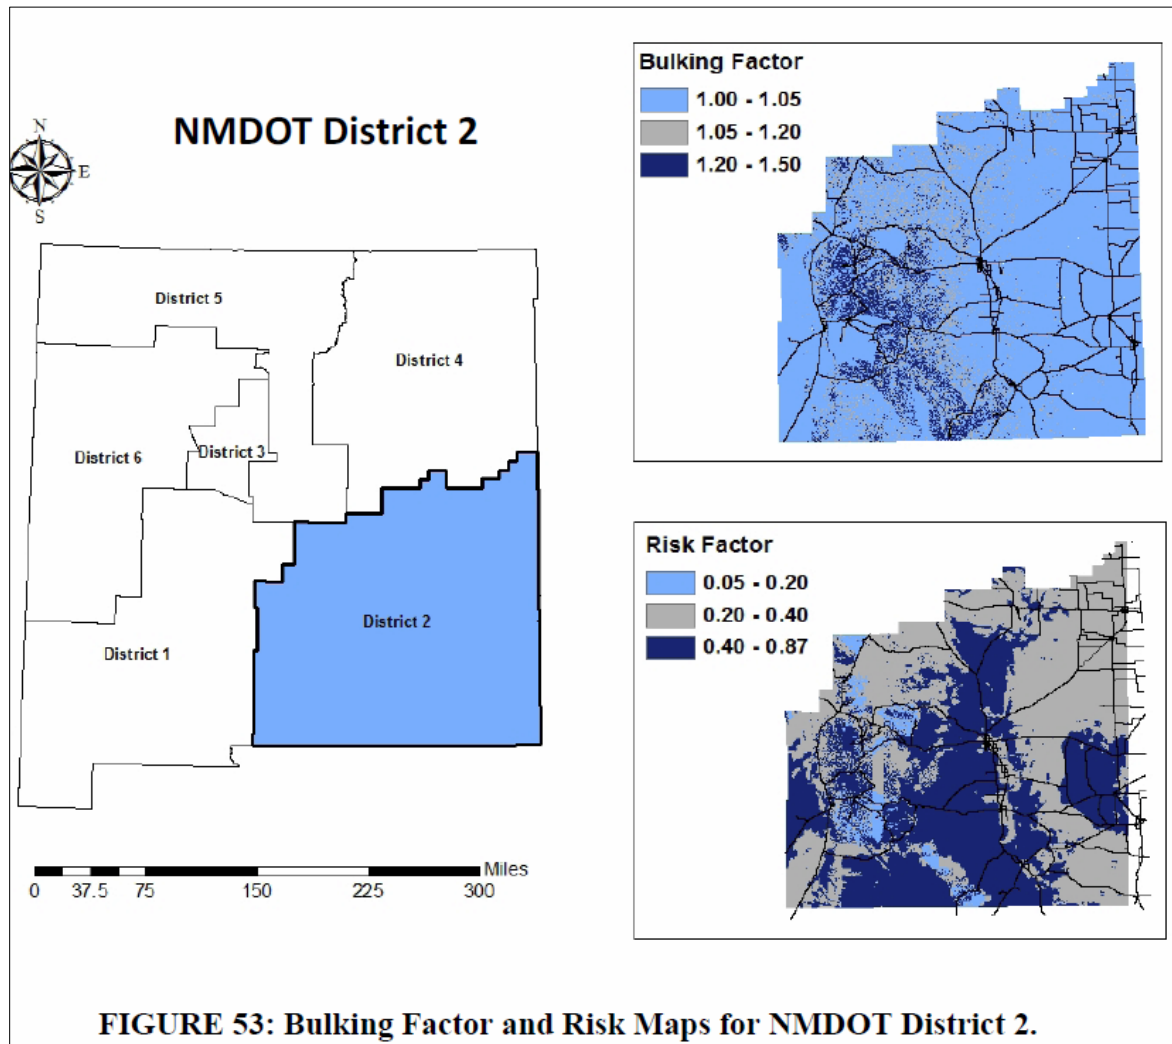 NMDOT District 2
N
E
S
District 5
District 4
District 6
District 3
District 2
District 1
Miles
0 37.5 75 150 225 300
Bulking Factor
1.00 - 1.05
1.05 - 1.20
1.20 - 1.50
Risk Factor
0.05 - 0.20
0.20 - 0.40
0.40 - 0.87
FIGURE 53: Bulking Factor and Risk Maps for NMDOT District 2.